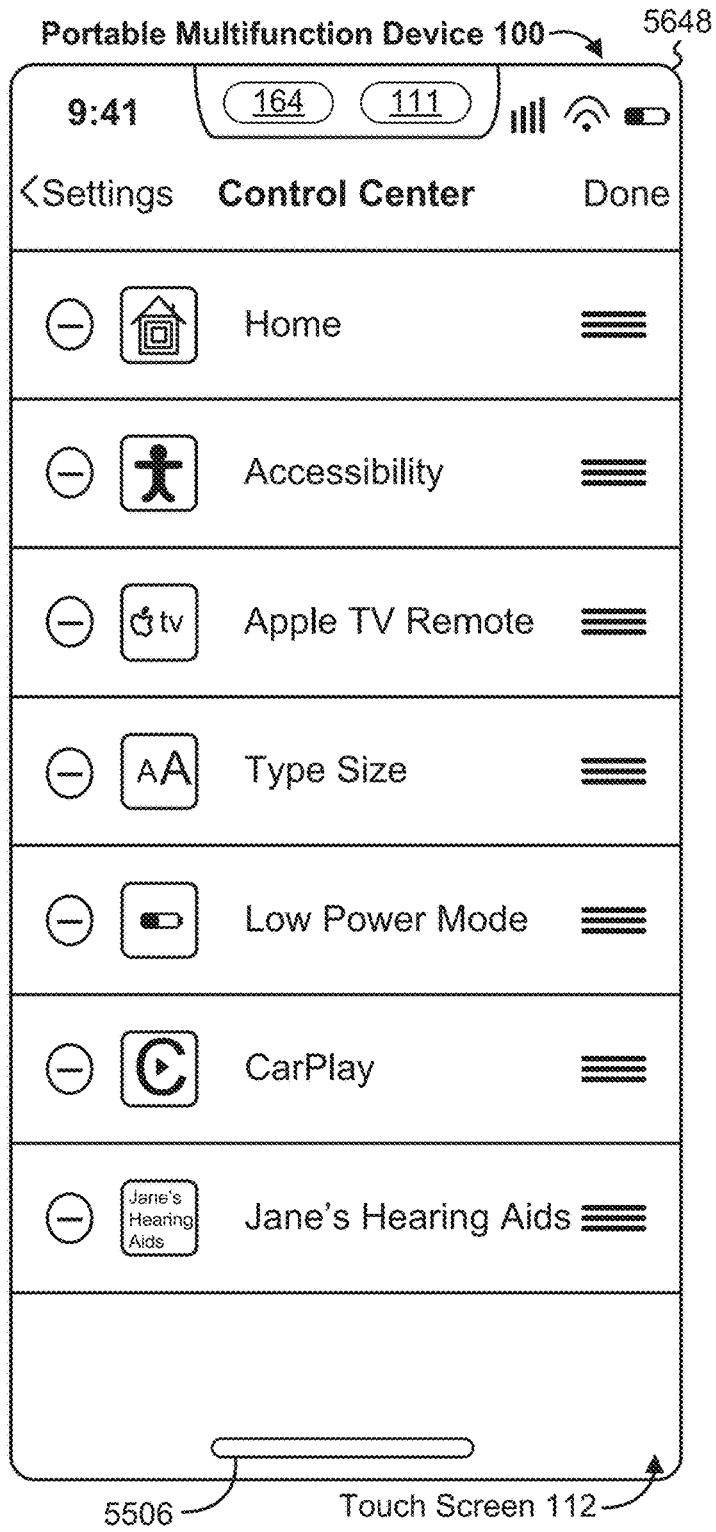 Portable Multifunction Device 100
5648
9:41
164
111
<Settings
Control Center
Done
Home
Accessibility
tv
Apple TV Remote
AA
Type Size
Low Power Mode
CarPlay
Jane's
Hearing
Aids
Jane's Hearing Aids
5506
Touch Screen 112